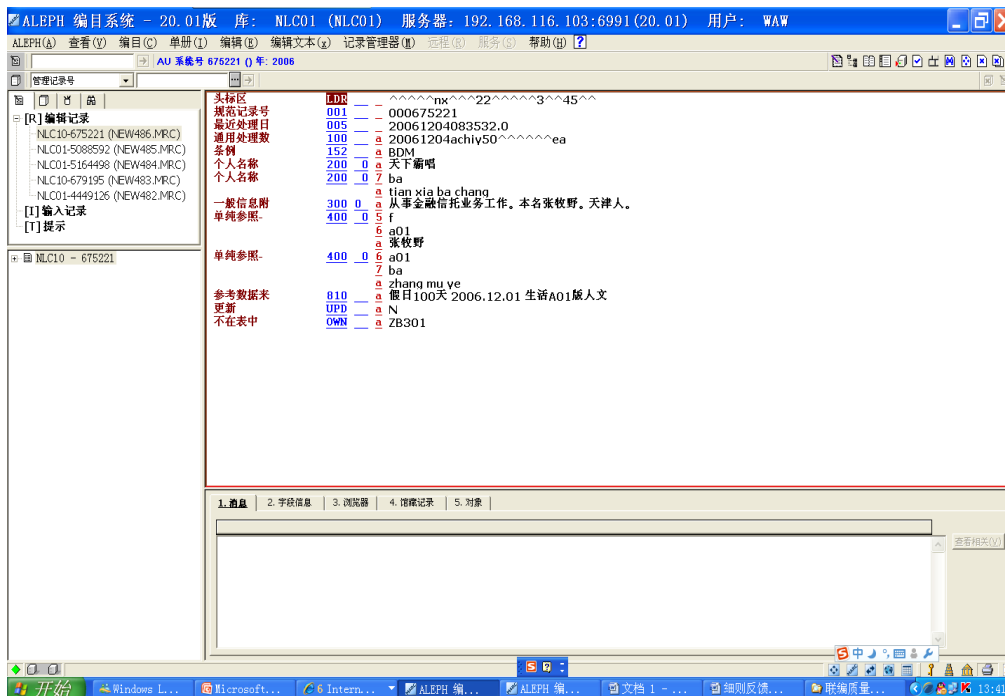 ALEPH 编目系统 - 20.01版 库: NLC01 (NLC01) 服务器: 192.168.116.103:6991(20.01) 用户: WAW
ALEPH(A) 查看(V) 编目(C) 单册(I) 编辑(E) 编辑文本(x) 记录管理器(M) 远程(R) 服务(S) 帮助(H)
AU 系统号 675221 () 年: 2006
管理记录号
[R]编辑记录
NLC10-675221 (NEW486.MRC)
NLC01-5088592 (NEW485.MRC)
NLC01-5164498 (NEW484.MRC)
NLC10-679195 (NEW483.MRC)
NLC01-4449126 (NEW482.MRC)
[I]输入记录
[T]提示
NLC10 - 675221
头标区 LDR __ _ ^^^^^nx^^^22^^^^^3^^45^^
规范记录号 001 __ _ 000675221
最近处理日 005 __ _ 20061204083532.0
通用处理数 100 __ a 20061204achiy50^^^^^^ea
条例 152 __ a BDM
个人名称 200 _0 a 天下霸唱
个人名称 200 _0 7 ba
a tian xia ba chang
一般信息附 300 0_ a 从事金融信托业务工作。本名张牧野。天津人。
单纯参照- 400 _0 5 f
6 a01
a 张牧野
单纯参照- 400 _0 6 a01
7 ba
a zhang mu ye
参考数据来 810 __ a 假日100天 2006.12.01 生活A01版人文
更新 UPD __ a N
不在表中 OWN __ a ZB301
1. 消息 2. 字段信息 3. 浏览器 4. 馆藏记录 5. 对象
查看相关(V)
中
开始 Windows L... Microsoft... 6 Intern... ALEPH 编... ALEPH 编... 文档 1 - ... 细则反馈... 联编质量...